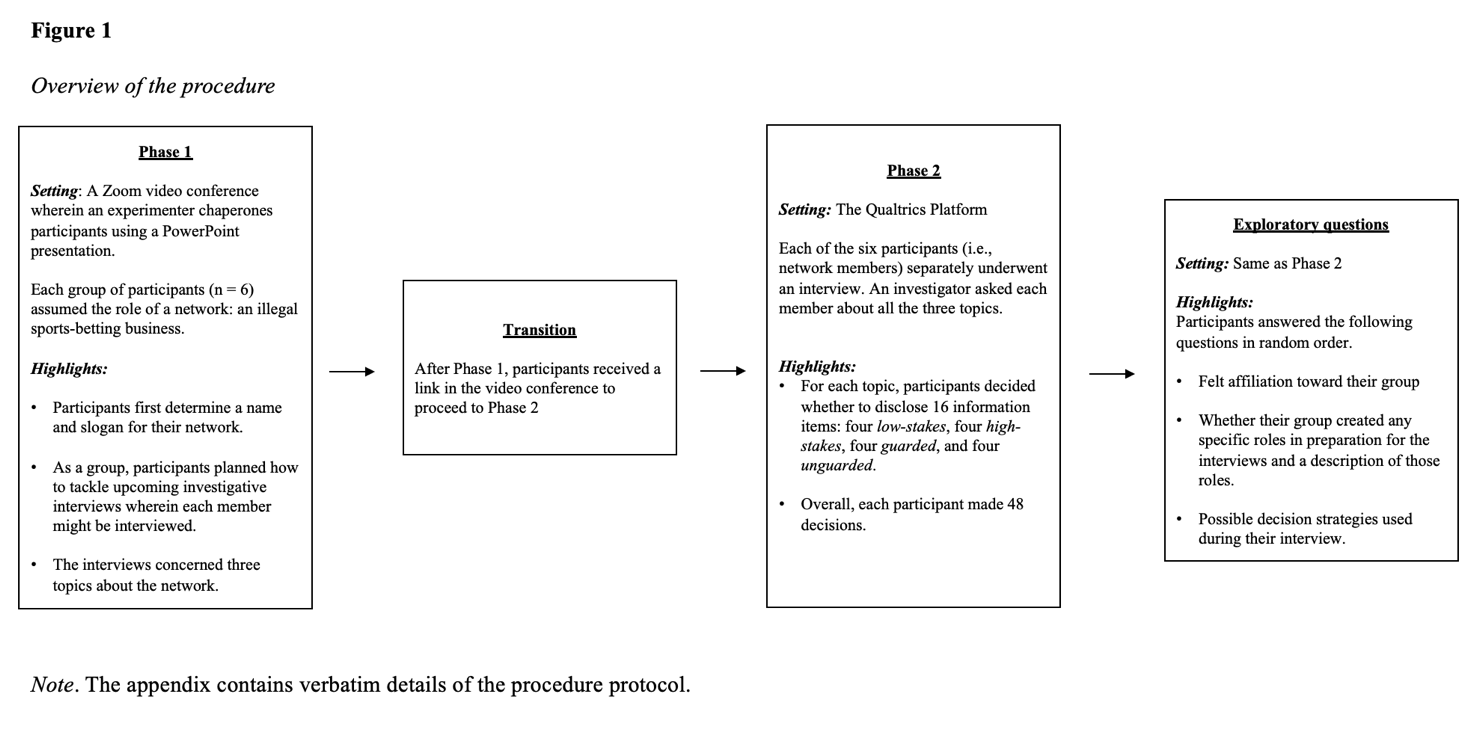 Figure 1
Overview of the procedure
Phase 1
Setting: A Zoom video conference
wherein an experimenter chaperones
participants using a PowerPoint
presentation.
Each group of participants (n = 6)
assumed the role of a network: an illegal
sports-betting business.
Highlights:
• Participants first determine a name
and slogan for their network.
• As a group, participants planned how
to tackle upcoming investigative
interviews wherein each member
might be interviewed.
• The interviews concerned three
topics about the network.
Transition
After Phase 1, participants received a
link in the video conference to
proceed to Phase 2
Phase 2
Setting: The Qualtrics Platform
Each of the six participants (i.e.,
network members) separately underwent
an interview. An investigator asked each
member about all the three topics.
Highlights:
• For each topic, participants decided
whether to disclose 16 information
items: four low-stakes, four high-
stakes, four guarded, and four
unguarded.
• Overall, each participant made 48
decisions.
Exploratory questions
Setting: Same as Phase 2
Highlights:
Participants answered the following
questions in random order.
• Felt affiliation toward their group
• Whether their group created any
specific roles in preparation for the
interviews and a description of those
roles.
• Possible decision strategies used
during their interview.
Note. The appendix contains verbatim details of the procedure protocol.